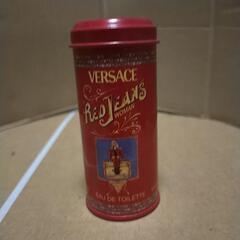 VERSACE
RED JEANS
WOMAN
EAU DE TOILETTE